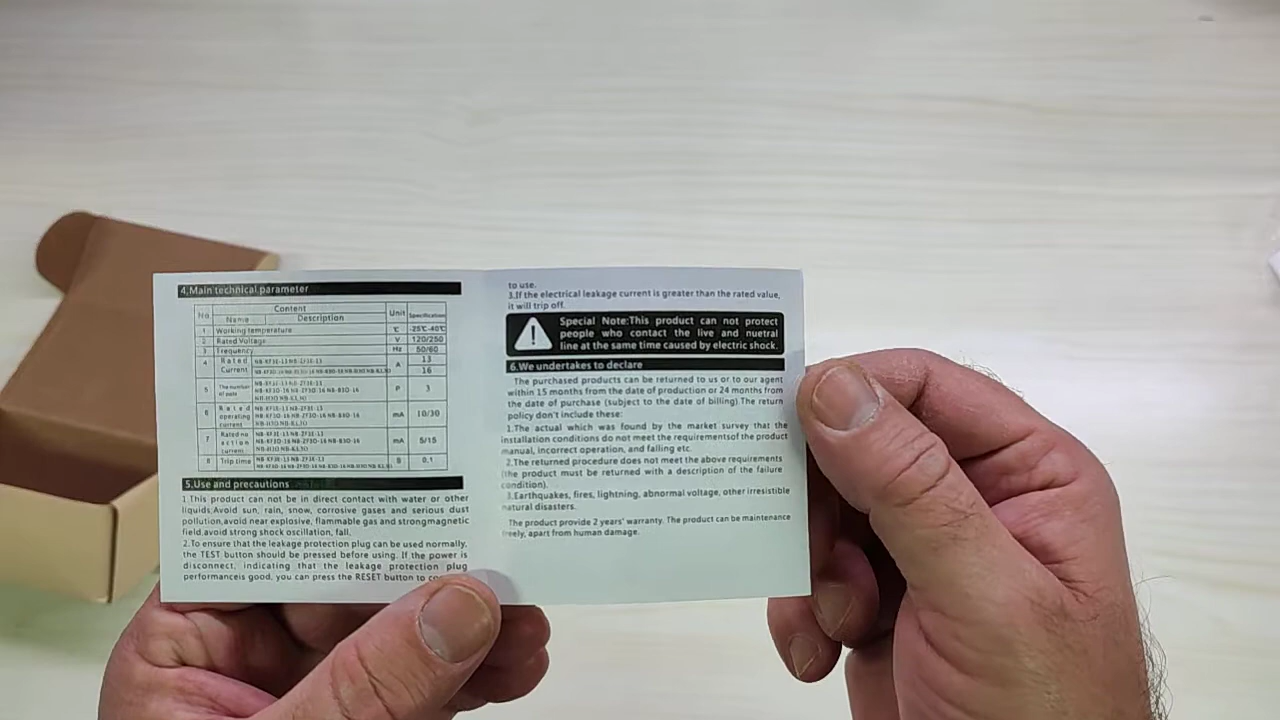 4.Main technical parameter
No. Content Unit Specification
Name Description
1 Working temperature ℃ -25℃-40℃
2 Rated Voltage V 120/250
3 Frequency Hz 50/60
4 Rated Current A 13
16
5 The number of pole P 3
6 Rated operating current mA 10/30
7 Rated no action current mA 5/15
8 Trip time S 0.1
5.Use and precautions
1.This product can not be in direct contact with water or other
liquids.Avoid sun, rain, snow, corrosive gases and serious dust
pollution,avoid near explosive, flammable gas and strongmagnetic
field.avoid strong shock oscillation, fall.
2.To ensure that the leakage protection plug can be used normally,
the TEST button should be pressed before using. If the power is
disconnect, indicating that the leakage protection plug
performanceis good, you can press the RESET button to
to use.
3.If the electrical leakage current is greater than the rated value,
it will trip off.
Special Note:This product can not protect
people who contact the live and nuetral
line at the same time caused by electric shock.
6.We undertakes to declare
The purchased products can be returned to us or to our agent
within 15 months from the date of production or 24 months from
the date of purchase (subject to the date of billing).The return
policy don't include these:
1.The actual which was found by the market survey that the
installation conditions do not meet the requirementsof the product
manual, incorrect operation, and falling etc.
2.The returned procedure does not meet the above requirements
(the product must be returned with a description of the failure
condition).
3.Earthquakes, fires, lightning, abnormal voltage, other irresistible
natural disasters.
The product provide 2 years' warranty. The product can be maintenance
freely, apart from human damage.